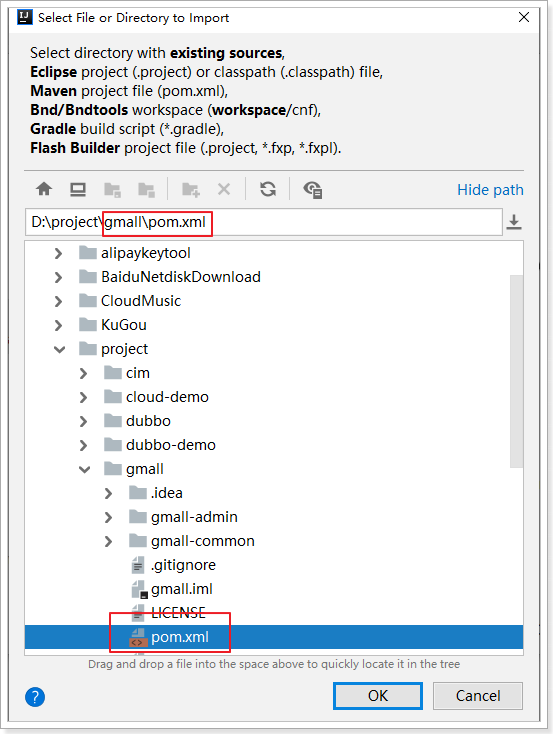 IJ
Select File or Directory to Import
Select directory with existing sources,
Eclipse project (.project) or classpath (.classpath) file,
Maven project file (pom.xml),
Bnd/Bndtools workspace (workspace/cnf),
Gradle build script (*.gradle),
Flash Builder project file (.project, *.fxp, *.fxpl).
Hide path
D:\project\gmall\pom.xml
alipaykeytool
BaiduNetdiskDownload
CloudMusic
KuGou
project
cim
cloud-demo
dubbo
dubbo-demo
gmall
.idea
gmall-admin
gmall-common
.gitignore
gmall.iml
LICENSE
pom.xml
Drag and drop a file into the space above to quickly locate it in the tree
?
OK
Cancel